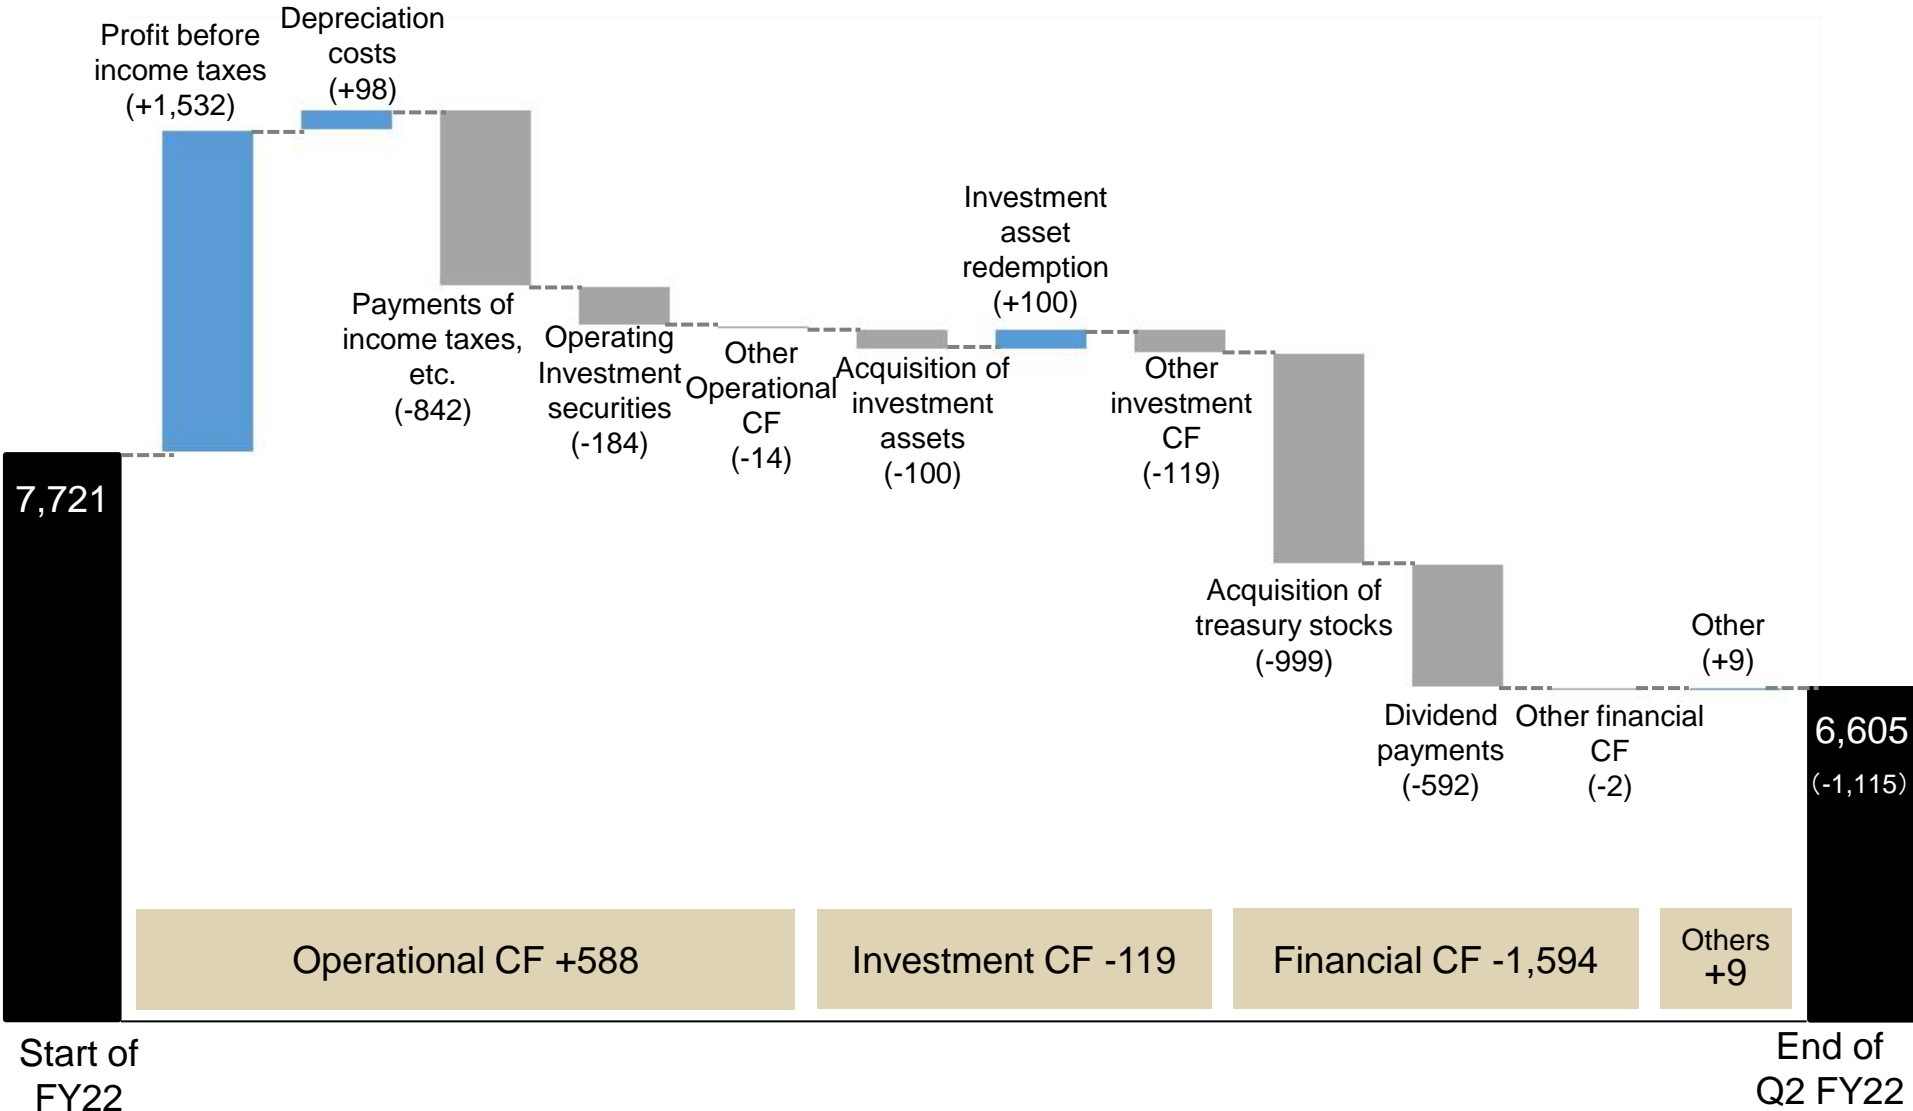 Profit before
income taxes
(+1,532)
Depreciation
costs
(+98)
Payments of
income taxes,
etc.
(-842)
Operating
Investment
securities
(-184)
Other
Operational
CF
(-14)
Acquisition of
investment
assets
(-100)
Investment
asset
redemption
(+100)
Other
investment
CF
(-119)
Acquisition of
treasury stocks
(-999)
Dividend
payments
(-592)
Other financial
CF
(-2)
Other
(+9)
7,721
6,605
（-1,115）
Operational CF +588
Investment CF -119
Financial CF -1,594
Others
+9
Start of
FY22
End of
Q2 FY22